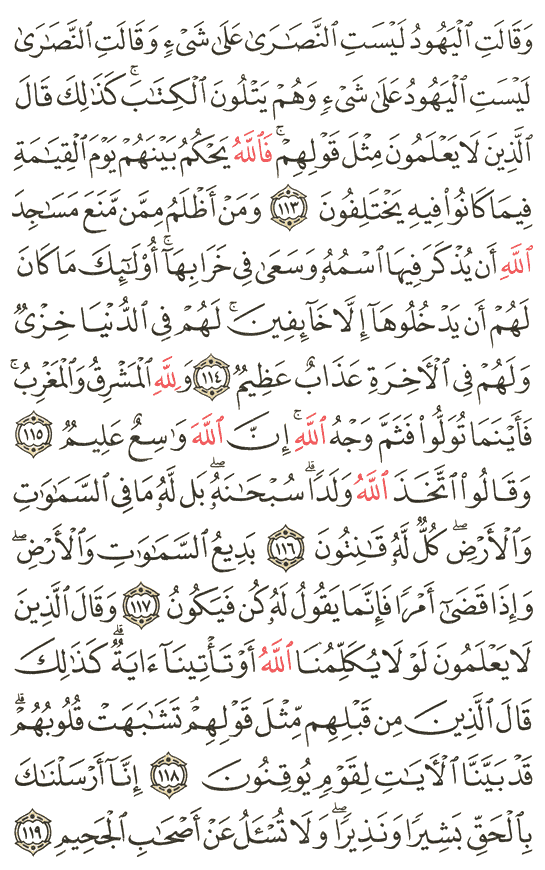 وَقَالَتِ ٱلْيَهُودُ لَيْسَتِ ٱلنَّصَـٰرَىٰ عَلَىٰ شَىْءٍ وَقَالَتِ ٱلنَّصَـٰرَىٰ
لَيْسَتِ ٱلْيَهُودُ عَلَىٰ شَىْءٍ وَهُمْ يَتْلُونَ ٱلْكِتَـٰبَ ۗ كَذَٰلِكَ قَالَ
ٱلَّذِينَ لَا يَعْلَمُونَ مِثْلَ قَوْلِهِمْ ۚ فَٱللَّهُ يَحْكُمُ بَيْنَهُمْ يَوْمَ ٱلْقِيَـٰمَةِ
فِيمَا كَانُوا۟ فِيهِ يَخْتَلِفُونَ ١١٣ وَمَنْ أَظْلَمُ مِمَّن مَّنَعَ مَسَـٰجِدَ
ٱللَّهِ أَن يُذْكَرَ فِيهَا ٱسْمُهُۥ وَسَعَىٰ فِى خَرَابِهَآ ۚ أُو۟لَـٰٓئِكَ مَا كَانَ
لَهُمْ أَن يَدْخُلُوهَآ إِلَّا خَآئِفِينَ ۚ لَهُمْ فِى ٱلدُّنْيَا خِزْىٌ
وَلَهُمْ فِى ٱلْـَٔاخِرَةِ عَذَابٌ عَظِيمٌ ١١٤ وَلِلَّهِ ٱلْمَشْرِقُ وَٱلْمَغْرِبُ ۚ
فَأَيْنَمَا تُوَلُّوا۟ فَثَمَّ وَجْهُ ٱللَّهِ ۚ إِنَّ ٱللَّهَ وَٰسِعٌ عَلِيمٌ ١١٥
وَقَالُوا۟ ٱتَّخَذَ ٱللَّهُ وَلَدًا ۗ سُبْحَـٰنَهُۥ ۖ بَل لَّهُۥ مَا فِى ٱلسَّمَـٰوَٰتِ
وَٱلْأَرْضِ ۖ كُلٌّ لَّهُۥ قَـٰنِتُونَ ١١٦ بَدِيعُ ٱلسَّمَـٰوَٰتِ وَٱلْأَرْضِ ۖ
وَإِذَا قَضَىٰٓ أَمْرًا فَإِنَّمَا يَقُولُ لَهُۥ كُن فَيَكُونُ ١١٧ وَقَالَ ٱلَّذِينَ
لَا يَعْلَمُونَ لَوْلَا يُكَلِّمُنَا ٱللَّهُ أَوْ تَأْتِينَآ ءَايَةٌ ۗ كَذَٰلِكَ
قَالَ ٱلَّذِينَ مِن قَبْلِهِم مِّثْلَ قَوْلِهِمْ ۘ تَشَـٰبَهَتْ قُلُوبُهُمْ ۗ
قَدْ بَيَّنَّا ٱلْـَٔايَـٰتِ لِقَوْمٍ يُوقِنُونَ ١١٨ إِنَّآ أَرْسَلْنَـٰكَ
بِٱلْحَقِّ بَشِيرًا وَنَذِيرًا ۖ وَلَا تُسْـَٔلُ عَنْ أَصْحَـٰبِ ٱلْجَحِيمِ ١١٩